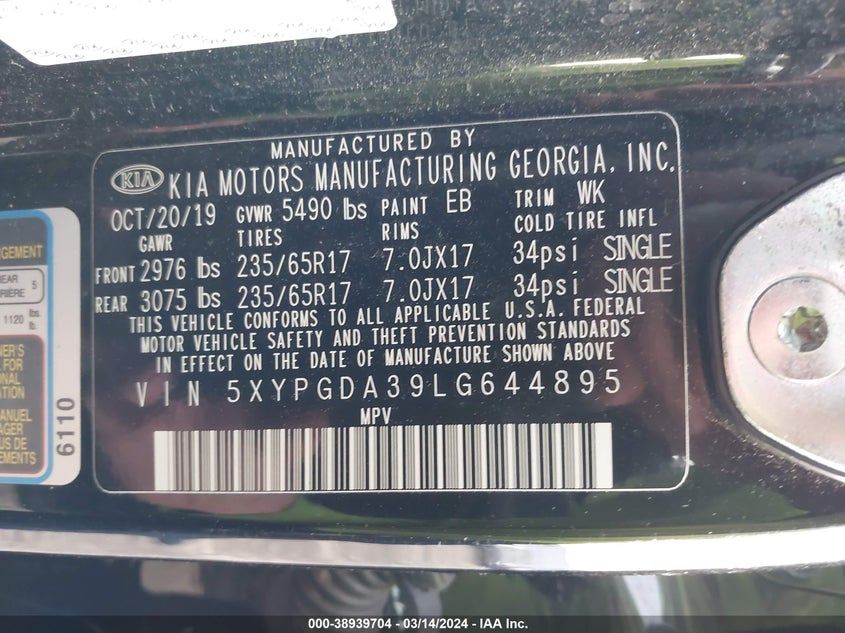 MANUFACTURED BY
KIA KIA MOTORS MANUFACTURING GEORGIA, INC.
OCT/20/19 GVWR 5490 lbs PAINT EB TRIM WK
GAWR TIRES RIMS COLD TIRE INFL
FRONT 2976 lbs 235/65R17 7.0JX17 34psi SINGLE
REAR 3075 lbs 235/65R17 7.0JX17 34psi SINGLE
THIS VEHICLE CONFORMS TO ALL APPLICABLE U.S.A. FEDERAL
MOTOR VEHICLE SAFETY AND THEFT PREVENTION STANDARDS
IN EFFECT ON THE DATE OF MANUFACTURE SHOWN ABOVE
VIN 5XYPGDA39LG644895
MPV
5
1120 lbs.
6110
000-38939704 - 03/14/2024 - IAA Inc.